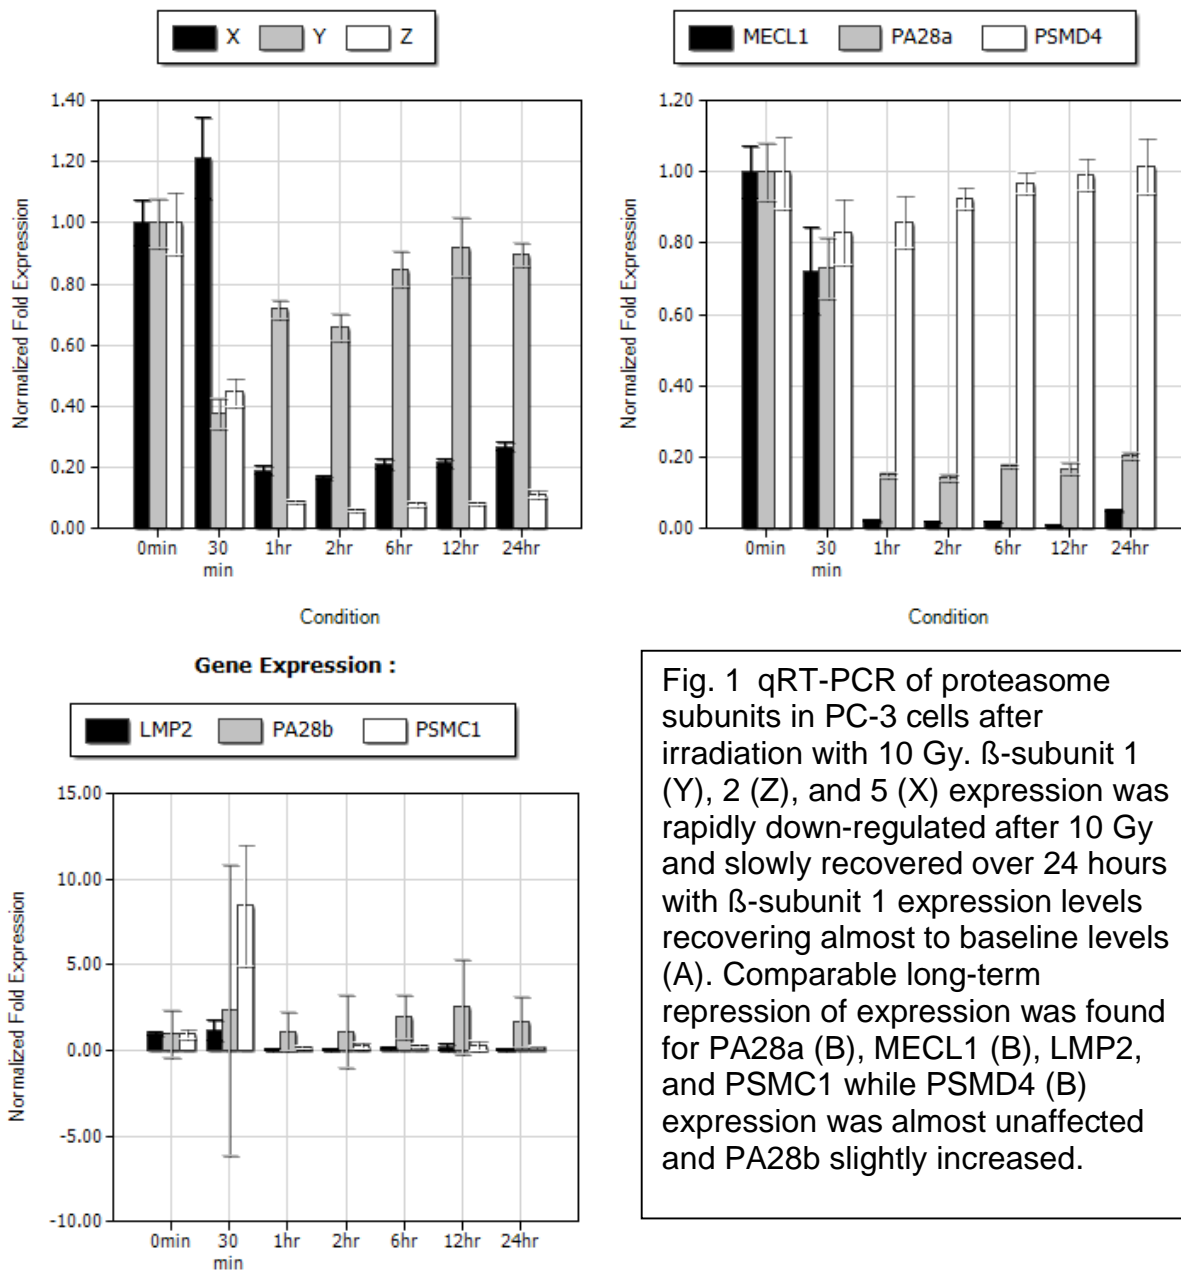 X Y Z
1.40
1.20
1.00
0.80
0.60
0.40
0.20
0.00
Normalized Fold Expression
0min 30 min 1hr 2hr 6hr 12hr 24hr
Condition
MECL1 PA28a PSMD4
1.20
1.00
0.80
0.60
0.40
0.20
0.00
Normalized Fold Expression
0min 30 min 1hr 2hr 6hr 12hr 24hr
Condition
Gene Expression :
LMP2 PA28b PSMC1
15.00
10.00
5.00
0.00
-5.00
-10.00
Normalized Fold Expression
0min 30 min 1hr 2hr 6hr 12hr 24hr
Fig. 1 qRT-PCR of proteasome
subunits in PC-3 cells after
irradiation with 10 Gy. ß-subunit 1
(Y), 2 (Z), and 5 (X) expression was
rapidly down-regulated after 10 Gy
and slowly recovered over 24 hours
with ß-subunit 1 expression levels
recovering almost to baseline levels
(A). Comparable long-term
repression of expression was found
for PA28a (B), MECL1 (B), LMP2,
and PSMC1 while PSMD4 (B)
expression was almost unaffected
and PA28b slightly increased.